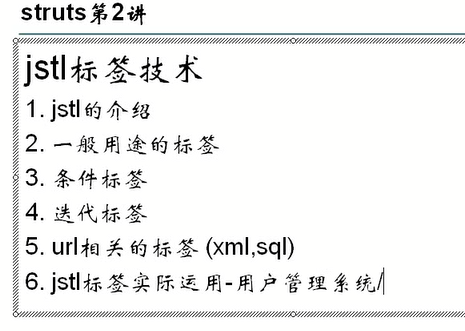 struts第2讲
jstl标签技术
1. jstl的介绍
2. 一般用途的标签
3. 条件标签
4. 迭代标签
5. url相关的标签 (xml,sql)
6. jstl标签实际运用-用户管理系统/